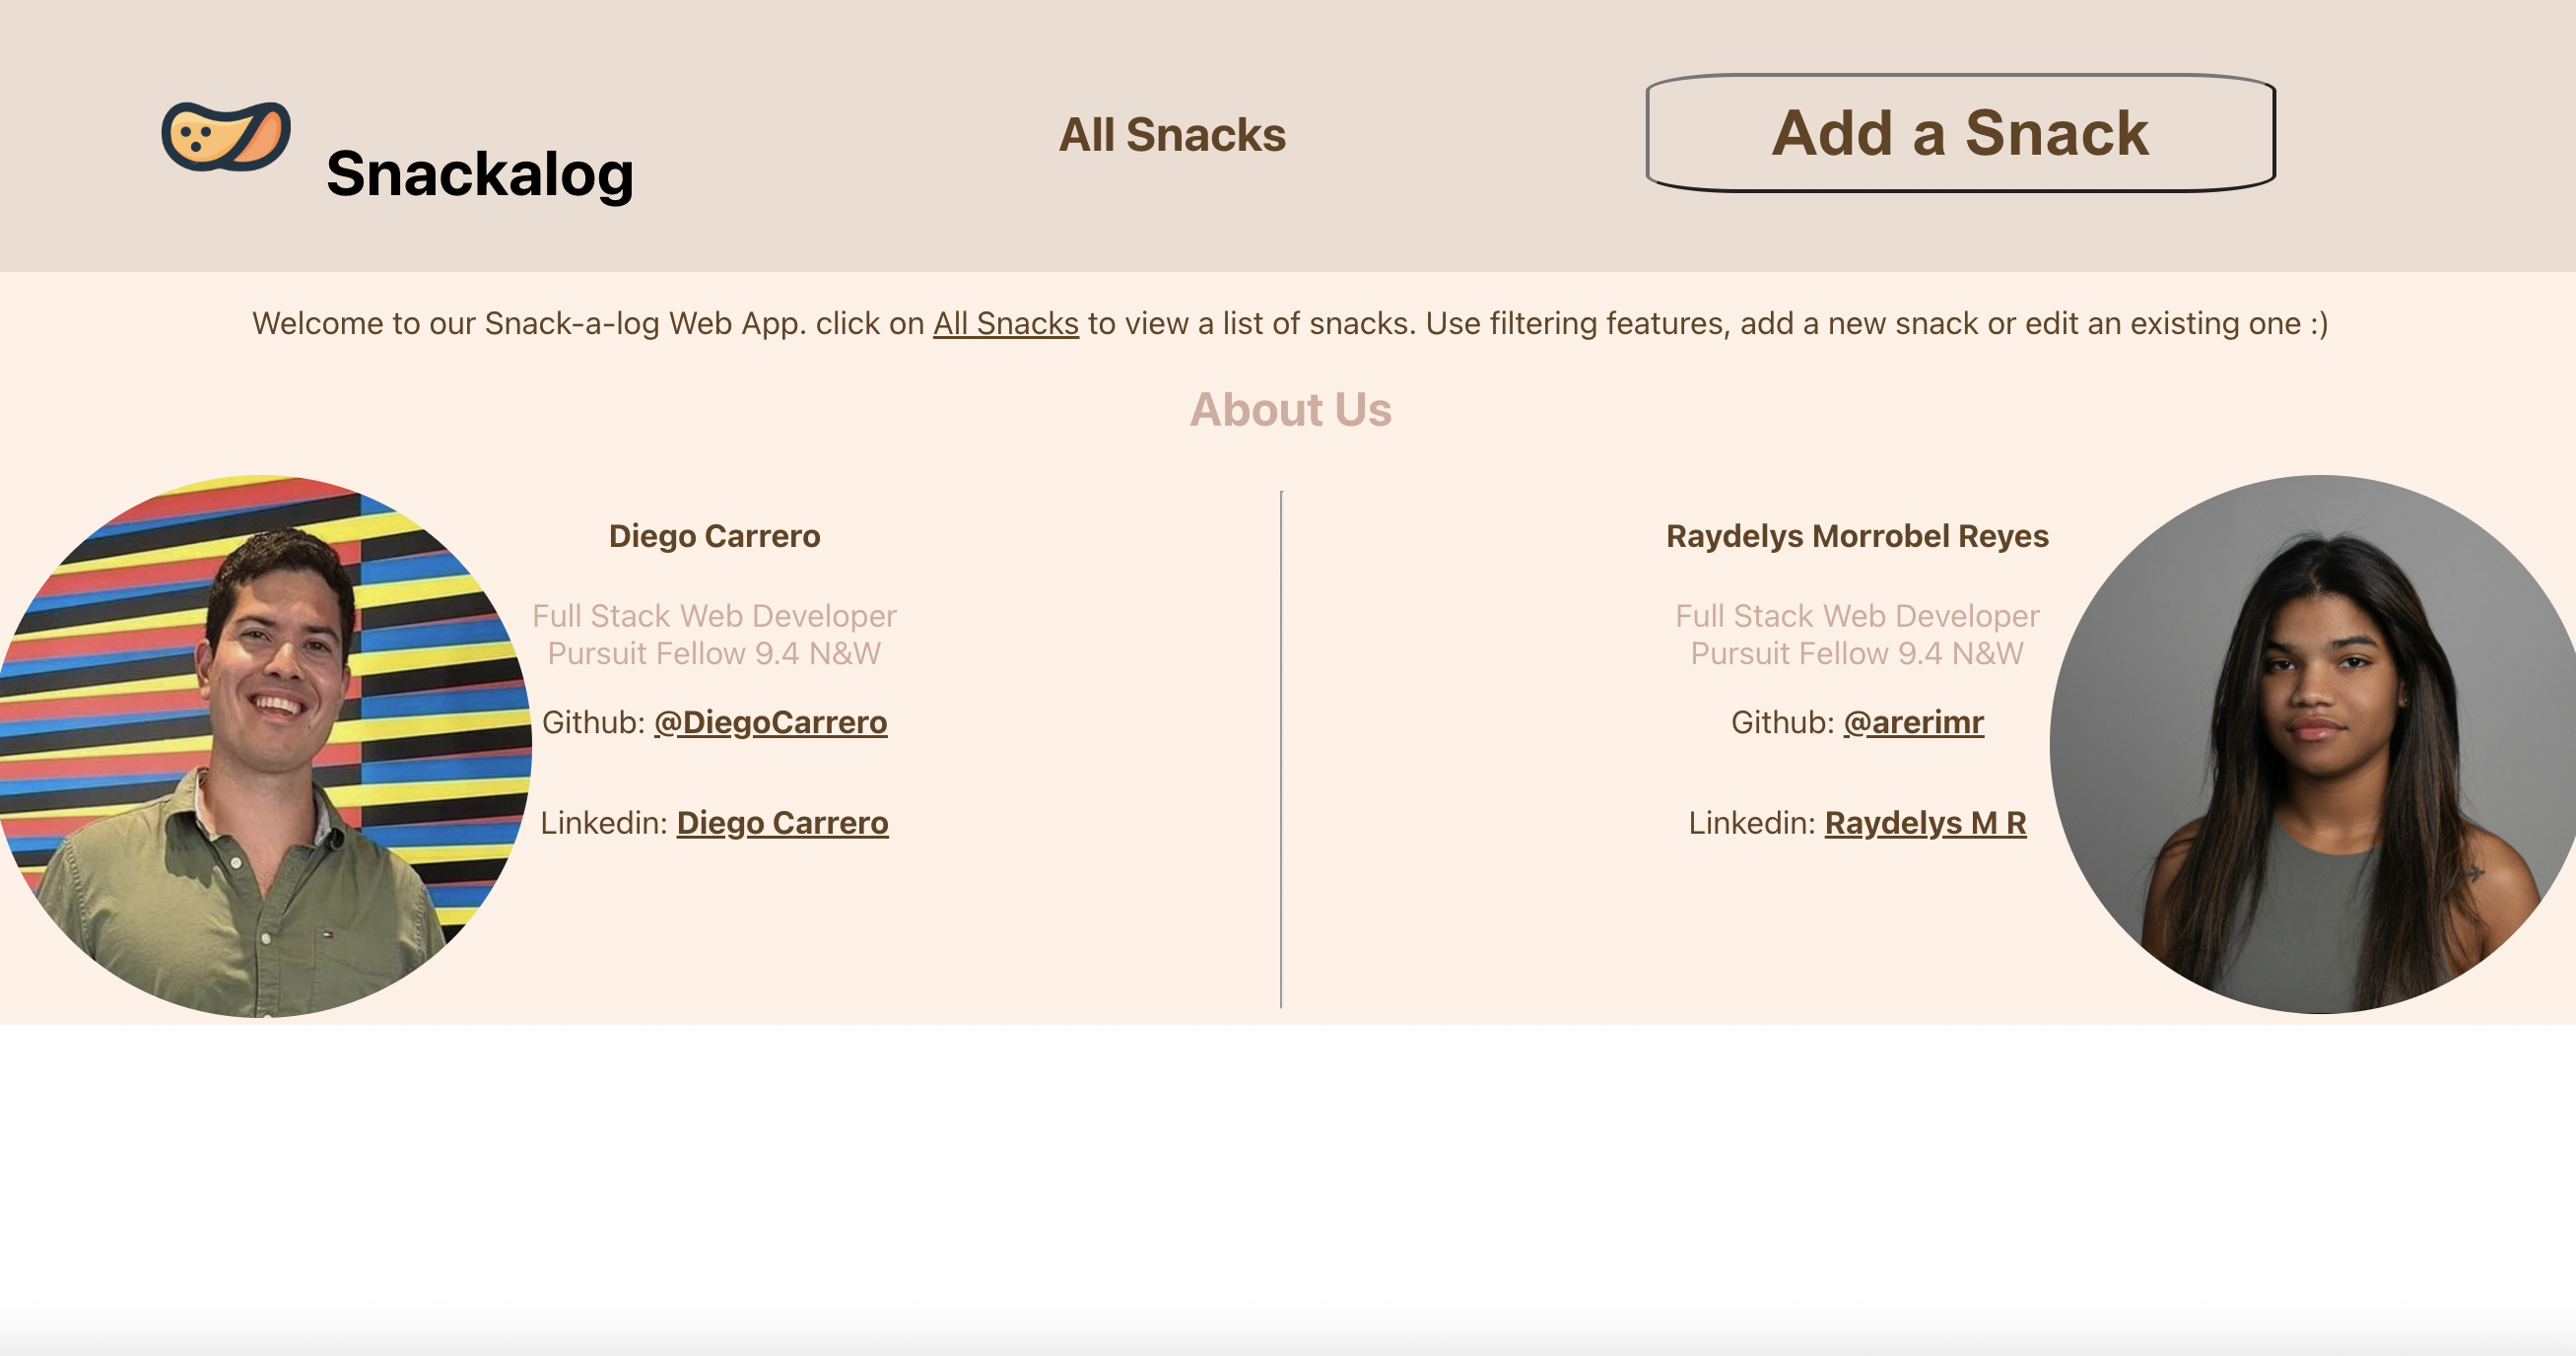 Snackalog
All Snacks
Add a Snack
Welcome to our Snack-a-log Web App. click on All Snacks to view a list of snacks. Use filtering features, add a new snack or edit an existing one :)
About Us
Diego Carrero
Full Stack Web Developer
Pursuit Fellow 9.4 N&W
Github: @DiegoCarrero
Linkedin: Diego Carrero
Raydelys Morrobel Reyes
Full Stack Web Developer
Pursuit Fellow 9.4 N&W
Github: @arerimr
Linkedin: Raydelys M R